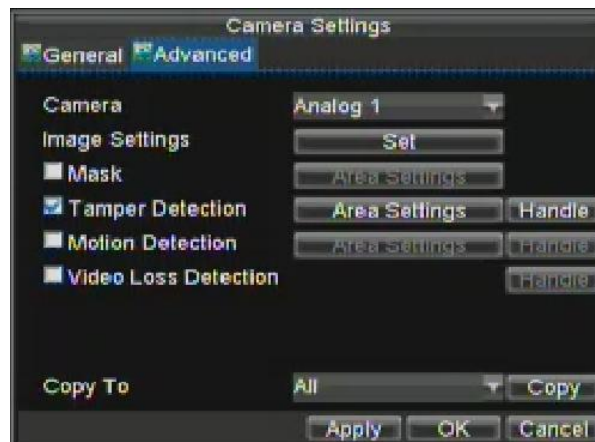 Camera Settings
General Advanced
Camera Analog 1
Image Settings Set
Mask Area Settings
Tamper Detection Area Settings Handle
Motion Detection Area Settings Handle
Video Loss Detection Handle
Copy To All Copy
Apply OK Cancel